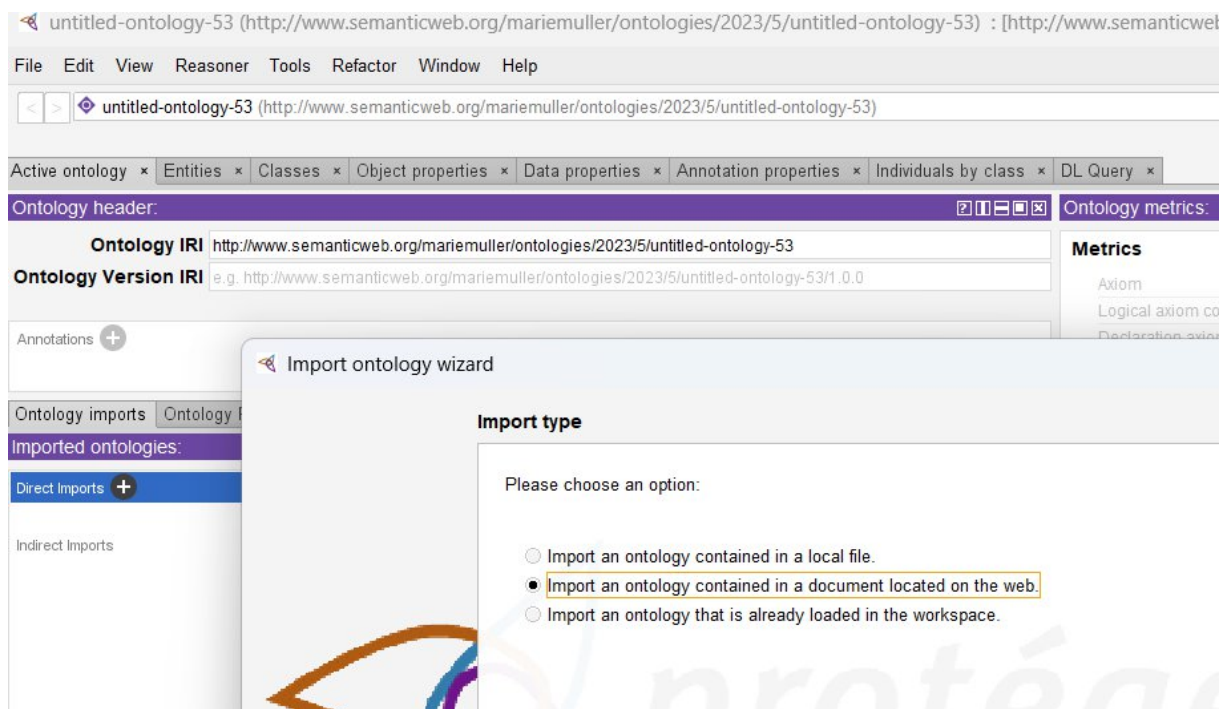 untitled-ontology-53 (http://www.semanticweb.org/mariemuller/ontologies/2023/5/untitled-ontology-53) : [http://www.semanticweb
File Edit View Reasoner Tools Refactor Window Help
< > untitled-ontology-53 (http://www.semanticweb.org/mariemuller/ontologies/2023/5/untitled-ontology-53)
Active ontology × Entities × Classes × Object properties × Data properties × Annotation properties × Individuals by class × DL Query ×
Ontology header: Ontology metrics:
Ontology IRI http://www.semanticweb.org/mariemuller/ontologies/2023/5/untitled-ontology-53 Metrics
Ontology Version IRI e.g. http://www.semanticweb.org/mariemuller/ontologies/2023/5/untitled-ontology-53/1.0.0
Axiom
Logical axiom co
Annotations Declaration axio
Import ontology wizard
Ontology imports Ontology
Import type
Imported ontologies:
Direct Imports
Please choose an option:
Indirect Imports
Import an ontology contained in a local file.
Import an ontology contained in a document located on the web.
Import an ontology that is already loaded in the workspace.
protég